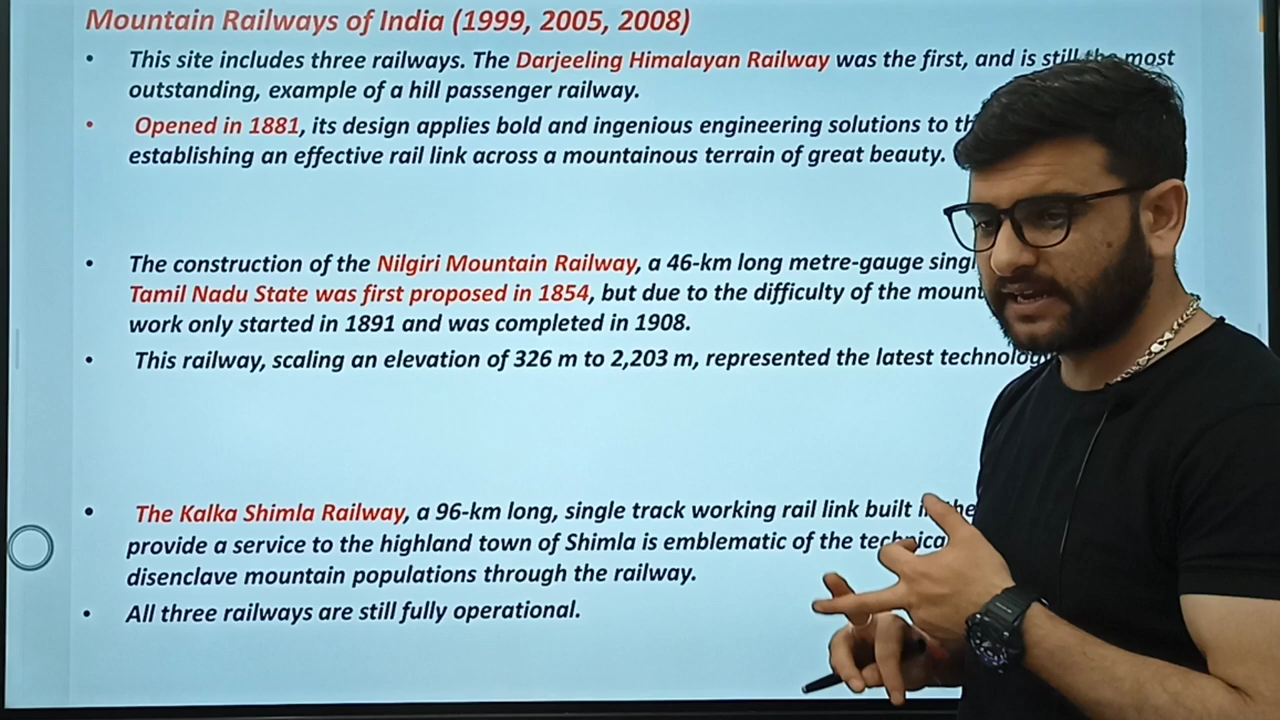 Mountain Railways of India (1999, 2005, 2008)
• This site includes three railways. The Darjeeling Himalayan Railway was the first, and is still the most
outstanding, example of a hill passenger railway.
• Opened in 1881, its design applies bold and ingenious engineering solutions to
establishing an effective rail link across a mountainous terrain of great beauty.
• The construction of the Nilgiri Mountain Railway, a 46-km long metre-gauge
Tamil Nadu State was first proposed in 1854, but due to the difficulty of the
work only started in 1891 and was completed in 1908.
• This railway, scaling an elevation of 326 m to 2,203 m, represented the latest
• The Kalka Shimla Railway, a 96-km long, single track working rail link built
provide a service to the highland town of Shimla is emblematic of the
disenclave mountain populations through the railway.
• All three railways are still fully operational.